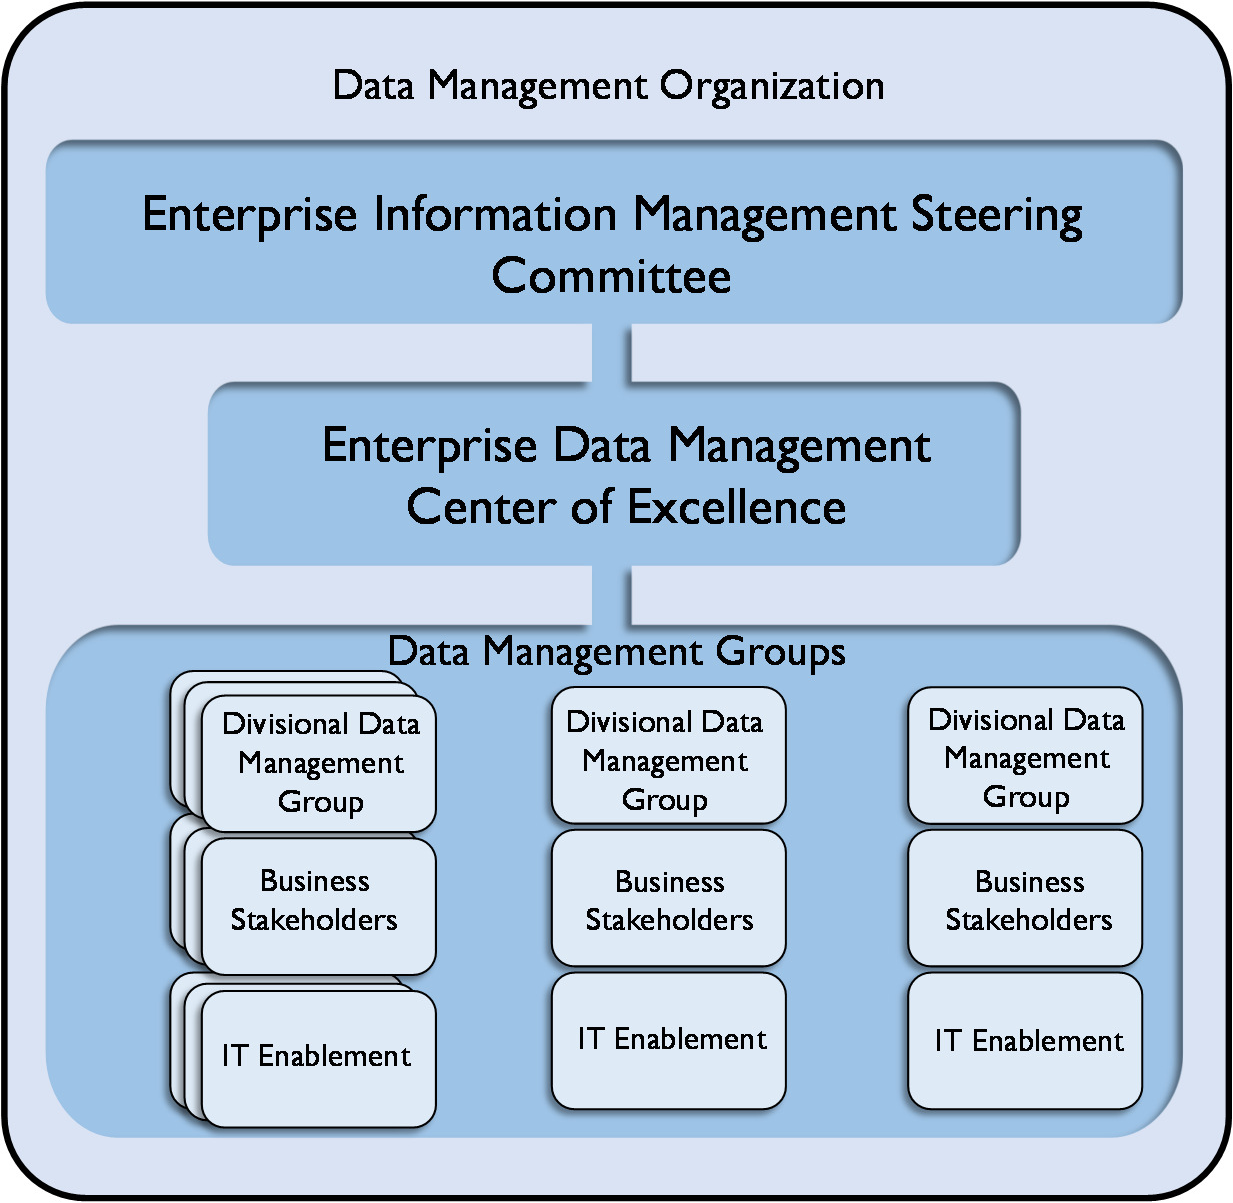 Data Management Organization
Enterprise Information Management Steering
Committee
Enterprise Data Management
Center of Excellence
Data Management Groups
Divisional Data
Management
Group
Business
Stakeholders
IT Enablement
Divisional Data
Management
Group
Business
Stakeholders
IT Enablement
Divisional Data
Management
Group
Business
Stakeholders
IT Enablement